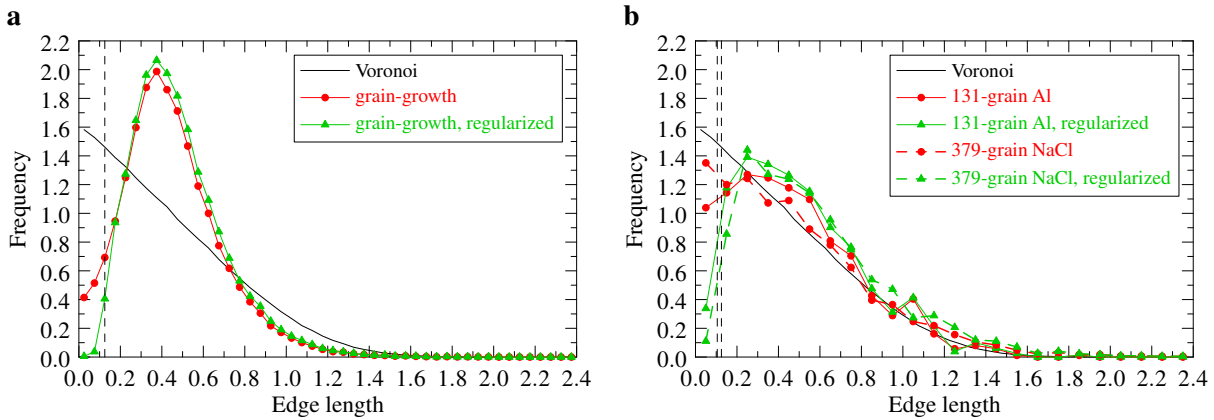 a
2.2
2.0
1.8
1.6
1.4
1.2
1.0
0.8
0.6
0.4
0.2
0.0
Frequency
Voronoi
grain-growth
grain-growth, regularized
0.0 0.2 0.4 0.6 0.8 1.0 1.2 1.4 1.6 1.8 2.0 2.2 2.4
Edge length
b
2.2
2.0
1.8
1.6
1.4
1.2
1.0
0.8
0.6
0.4
0.2
0.0
Frequency
Voronoi
131-grain Al
131-grain Al, regularized
379-grain NaCl
379-grain NaCl, regularized
0.0 0.2 0.4 0.6 0.8 1.0 1.2 1.4 1.6 1.8 2.0 2.2 2.4
Edge length